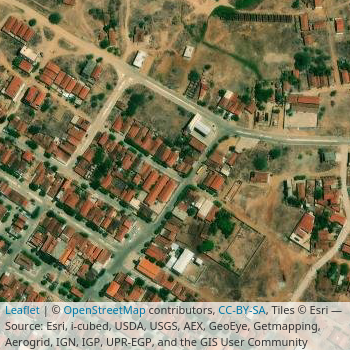 Leaflet | © OpenStreetMap contributors, CC-BY-SA, Tiles © Esri —
Source: Esri, i-cubed, USDA, USGS, AEX, GeoEye, Getmapping,
Aerogrid, IGN, IGP, UPR-EGP, and the GIS User Community